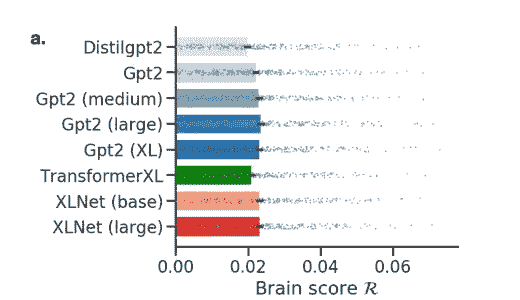 a.
Distilgpt2
Gpt2
Gpt2 (medium)
Gpt2 (large)
Gpt2 (XL)
TransformerXL
XLNet (base)
XLNet (large)
0.00 0.02 0.04 0.06
Brain score ℛ